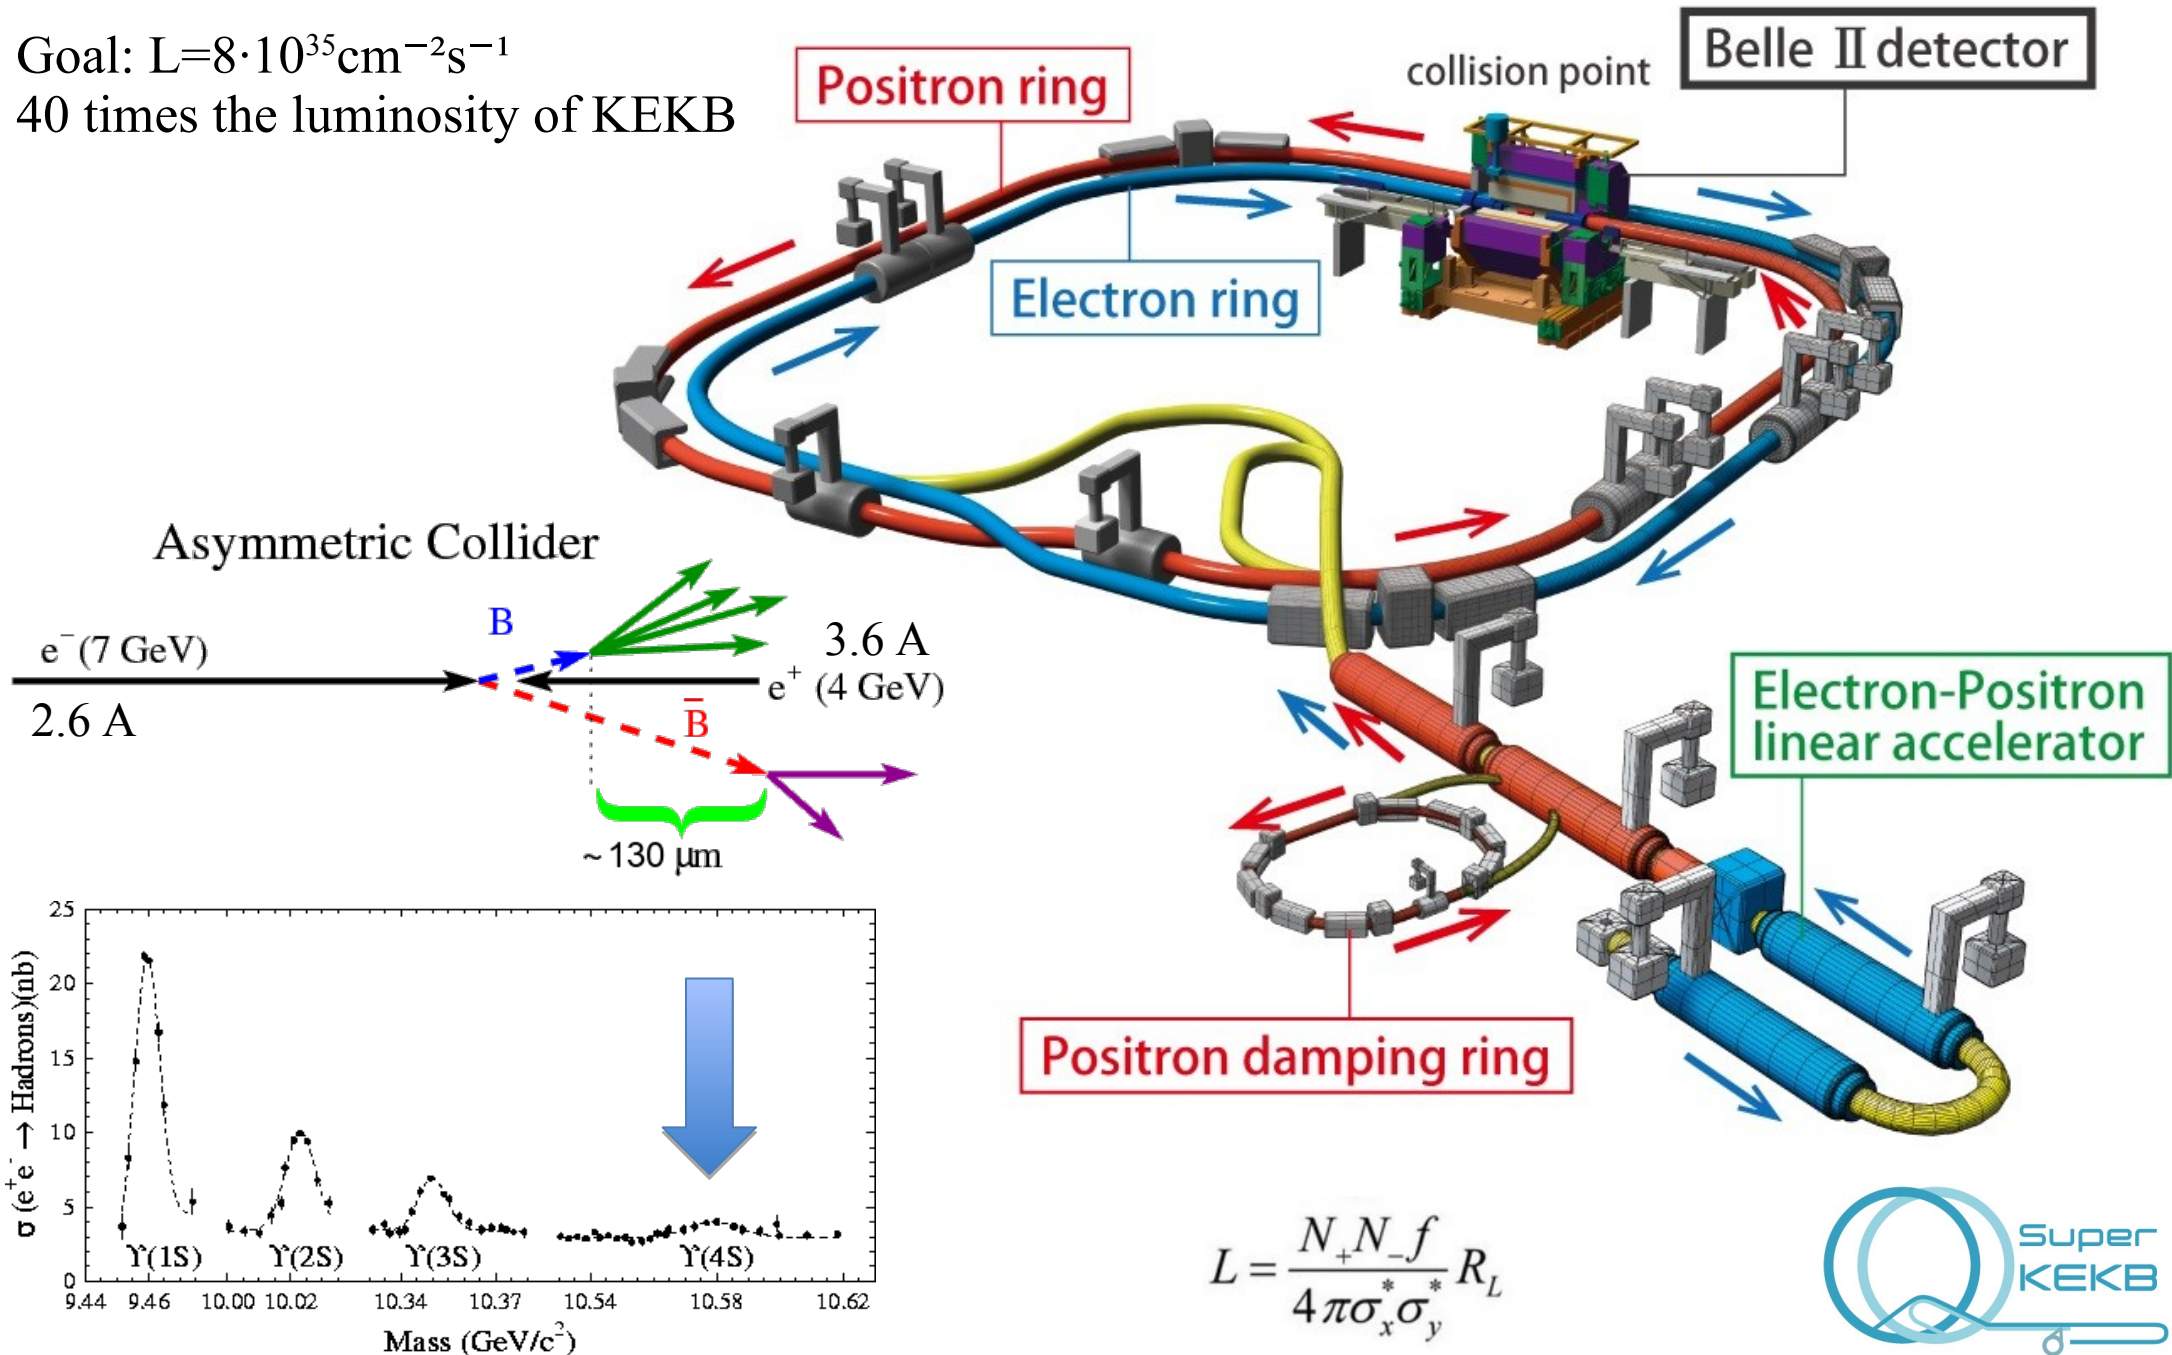 Goal: L=8·10³⁵cm⁻²s⁻¹
40 times the luminosity of KEKB
Positron ring
collision point
Belle II detector
Electron ring
Asymmetric Collider
B
e⁻(7 GeV)
3.6 A
e⁺ (4 GeV)
2.6 A
B̄
~ 130 μm
Electron-Positron
linear accelerator
Positron damping ring
σ (e⁺e⁻ → Hadrons)(nb)
25
20
15
10
5
0
ϒ(1S) ϒ(2S) ϒ(3S) ϒ(4S)
9.44 9.46 10.00 10.02 10.34 10.37 10.54 10.58 10.62
Mass (GeV/c²)
L = N₊N₋f / 4πσₓ*σᵧ* R_L
Super
KEKB